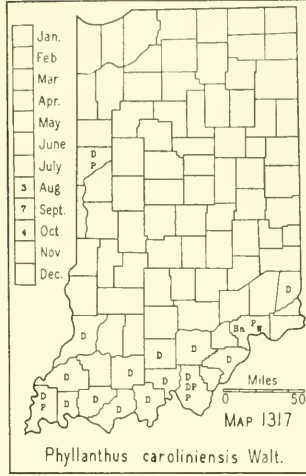 Jan.
Feb
Mar
Apr.
May
June
July
3 Aug
7 Sept.
4 Oct.
Nov
Dec.
D
P
D
D
P
Ba
W
D
D
D
D
D
D
D
D
D
DP
P
D
P
D
D
D
D
Miles
0 50
MAP 1317
Phyllanthus caroliniensis Walt.